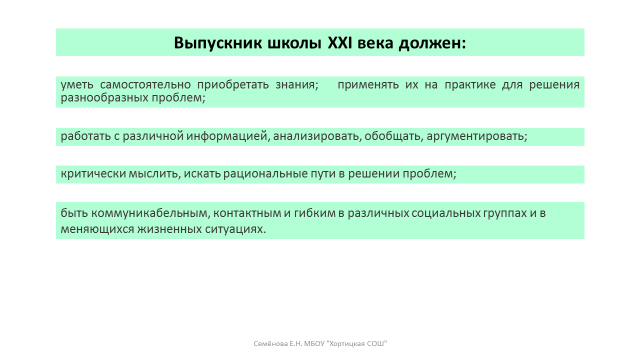 Выпускник школы XXI века должен:
уметь самостоятельно приобретать знания; применять их на практике для решения
разнообразных проблем;
работать с различной информацией, анализировать, обобщать, аргументировать;
критически мыслить, искать рациональные пути в решении проблем;
быть коммуникабельным, контактным и гибким в различных социальных группах и в
меняющихся жизненных ситуациях.
Семёнова Е.Н. МБОУ "Хортицкая СОШ"